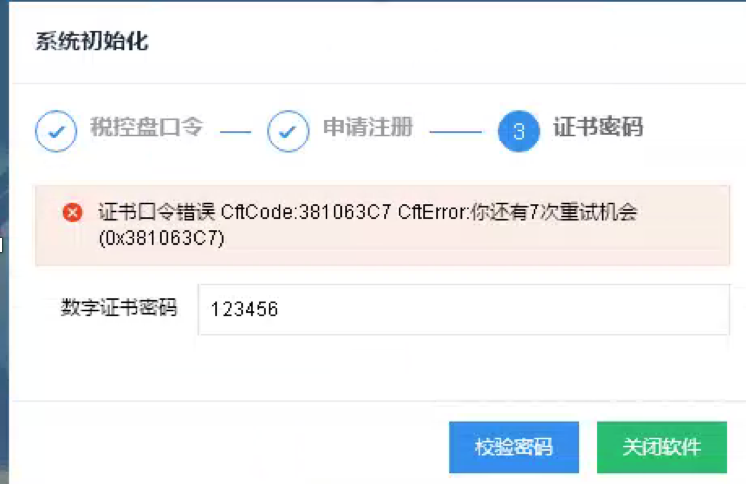 系统初始化
税控盘口令 申请注册 3 证书密码
证书口令错误 CftCode:381063C7 CftError:你还有7次重试机会
(0x381063C7)
数字证书密码 123456
校验密码 关闭软件